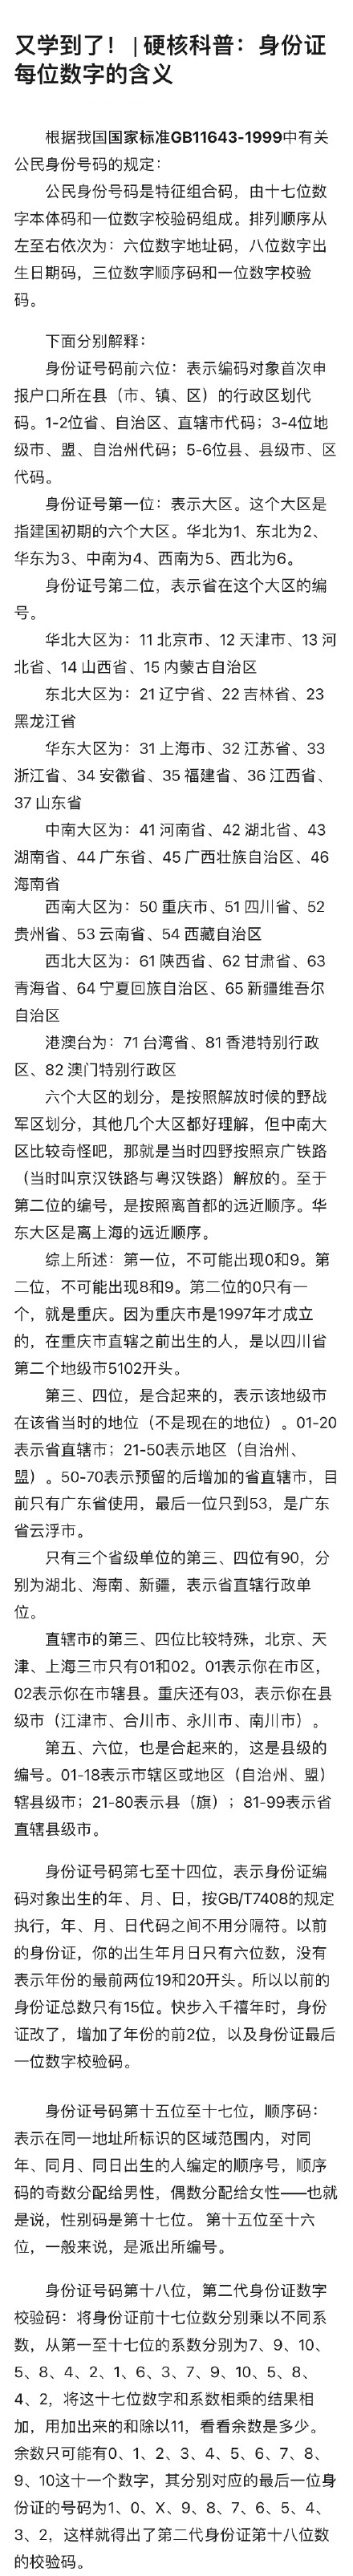 又学到了！ | 硬核科普：身份证
每位数字的含义
根据我国国家标准GB11643-1999中有关
公民身份号码的规定：
公民身份号码是特征组合码，由十七位数
字本体码和一位数字校验码组成。排列顺序从
左至右依次为：六位数字地址码，八位数字出
生日期码，三位数字顺序码和一位数字校验
码。
下面分别解释：
身份证号码前六位：表示编码对象首次申
报户口所在县（市、镇、区）的行政区划代
码。1-2位省、自治区、直辖市代码；3-4位地
级市、盟、自治州代码；5-6位县、县级市、区
代码。
身份证号第一位：表示大区。这个大区是
指建国初期的六个大区。华北为1、东北为2、
华东为3、中南为4、西南为5、西北为6。
身份证号第二位，表示省在这个大区的编
号。
华北大区为：11 北京市、12 天津市、13 河
北省、14 山西省、15 内蒙古自治区
东北大区为：21 辽宁省、22 吉林省、23
黑龙江省
华东大区为：31 上海市、32 江苏省、33
浙江省、34 安徽省、35 福建省、36 江西省、
37 山东省
中南大区为：41 河南省、42 湖北省、43
湖南省、44 广东省、45 广西壮族自治区、46
海南省
西南大区为：50 重庆市、51 四川省、52
贵州省、53 云南省、54 西藏自治区
西北大区为：61 陕西省、62 甘肃省、63
青海省、64 宁夏回族自治区、65 新疆维吾尔
自治区
港澳台为：71 台湾省、81 香港特别行政
区、82 澳门特别行政区
六个大区的划分，是按照解放时候的野战
军区划分，其他几个大区都好理解，但中南大
区比较奇怪吧，那就是当时四野按照京广铁路
（当时叫京汉铁路与粤汉铁路）解放的。至于
第二位的编号，是按照离首都的远近顺序。华
东大区是离上海的远近顺序。
综上所述：第一位，不可能出现0和9。第
二位，不可能出现8和9。第二位的0只有一
个，就是重庆。因为重庆市是1997年才成立
的，在重庆市直辖之前出生的人，是以四川省
第二个地级市5102开头。
第三、四位，是合起来的，表示该地级市
在该省当时的地位（不是现在的地位）。01-20
表示省直辖市；21-50表示地区（自治州、
盟）。50-70表示预留的后增加的省直辖市，目
前只有广东省使用，最后一位只到53，是广东
省云浮市。
只有三个省级单位的第三、四位有90，分
别为湖北、海南、新疆，表示省直辖行政单
位。
直辖市的第三、四位比较特殊，北京、天
津、上海三市只有01和02。01表示你在市区，
02表示你在市辖县。重庆还有03，表示你在县
级市（江津市、合川市、永川市、南川市）。
第五、六位，也是合起来的，这是县级的
编号。01-18表示市辖区或地区（自治州、盟）
辖县级市；21-80表示县（旗）；81-99表示省
直辖县级市。
身份证号码第七至十四位，表示身份证编
码对象出生的年、月、日，按GB/T7408的规定
执行，年、月、日代码之间不用分隔符。以前
的身份证，你的出生年月日只有六位数，没有
表示年份的最前两位19和20开头。所以以前的
身份证总数只有15位。快步入千禧年时，身份
证改了，增加了年份的前2位，以及身份证最后
一位数字校验码。
身份证号码第十五位至十七位，顺序码：
表示在同一地址所标识的区域范围内，对同
年、同月、同日出生的人编定的顺序号，顺序
码的奇数分配给男性，偶数分配给女性——也就
是说，性别码是第十七位。 第十五位至十六
位，一般来说，是派出所编号。
身份证号码第十八位，第二代身份证数字
校验码：将身份证前十七位数分别乘以不同系
数，从第一至十七位的系数分别为7、9、10、
5、8、4、2、1、6、3、7、9、10、5、8、
4、2，将这十七位数字和系数相乘的结果相
加，用加出来的和除以11，看看余数是多少。
余数只可能有0、1、2、3、4、5、6、7、8、
9、10这十一个数字，其分别对应的最后一位身
份证的号码为1、0、X、9、8、7、6、5、4、
3、2，这样就得出了第二代身份证第十八位数
的校验码。